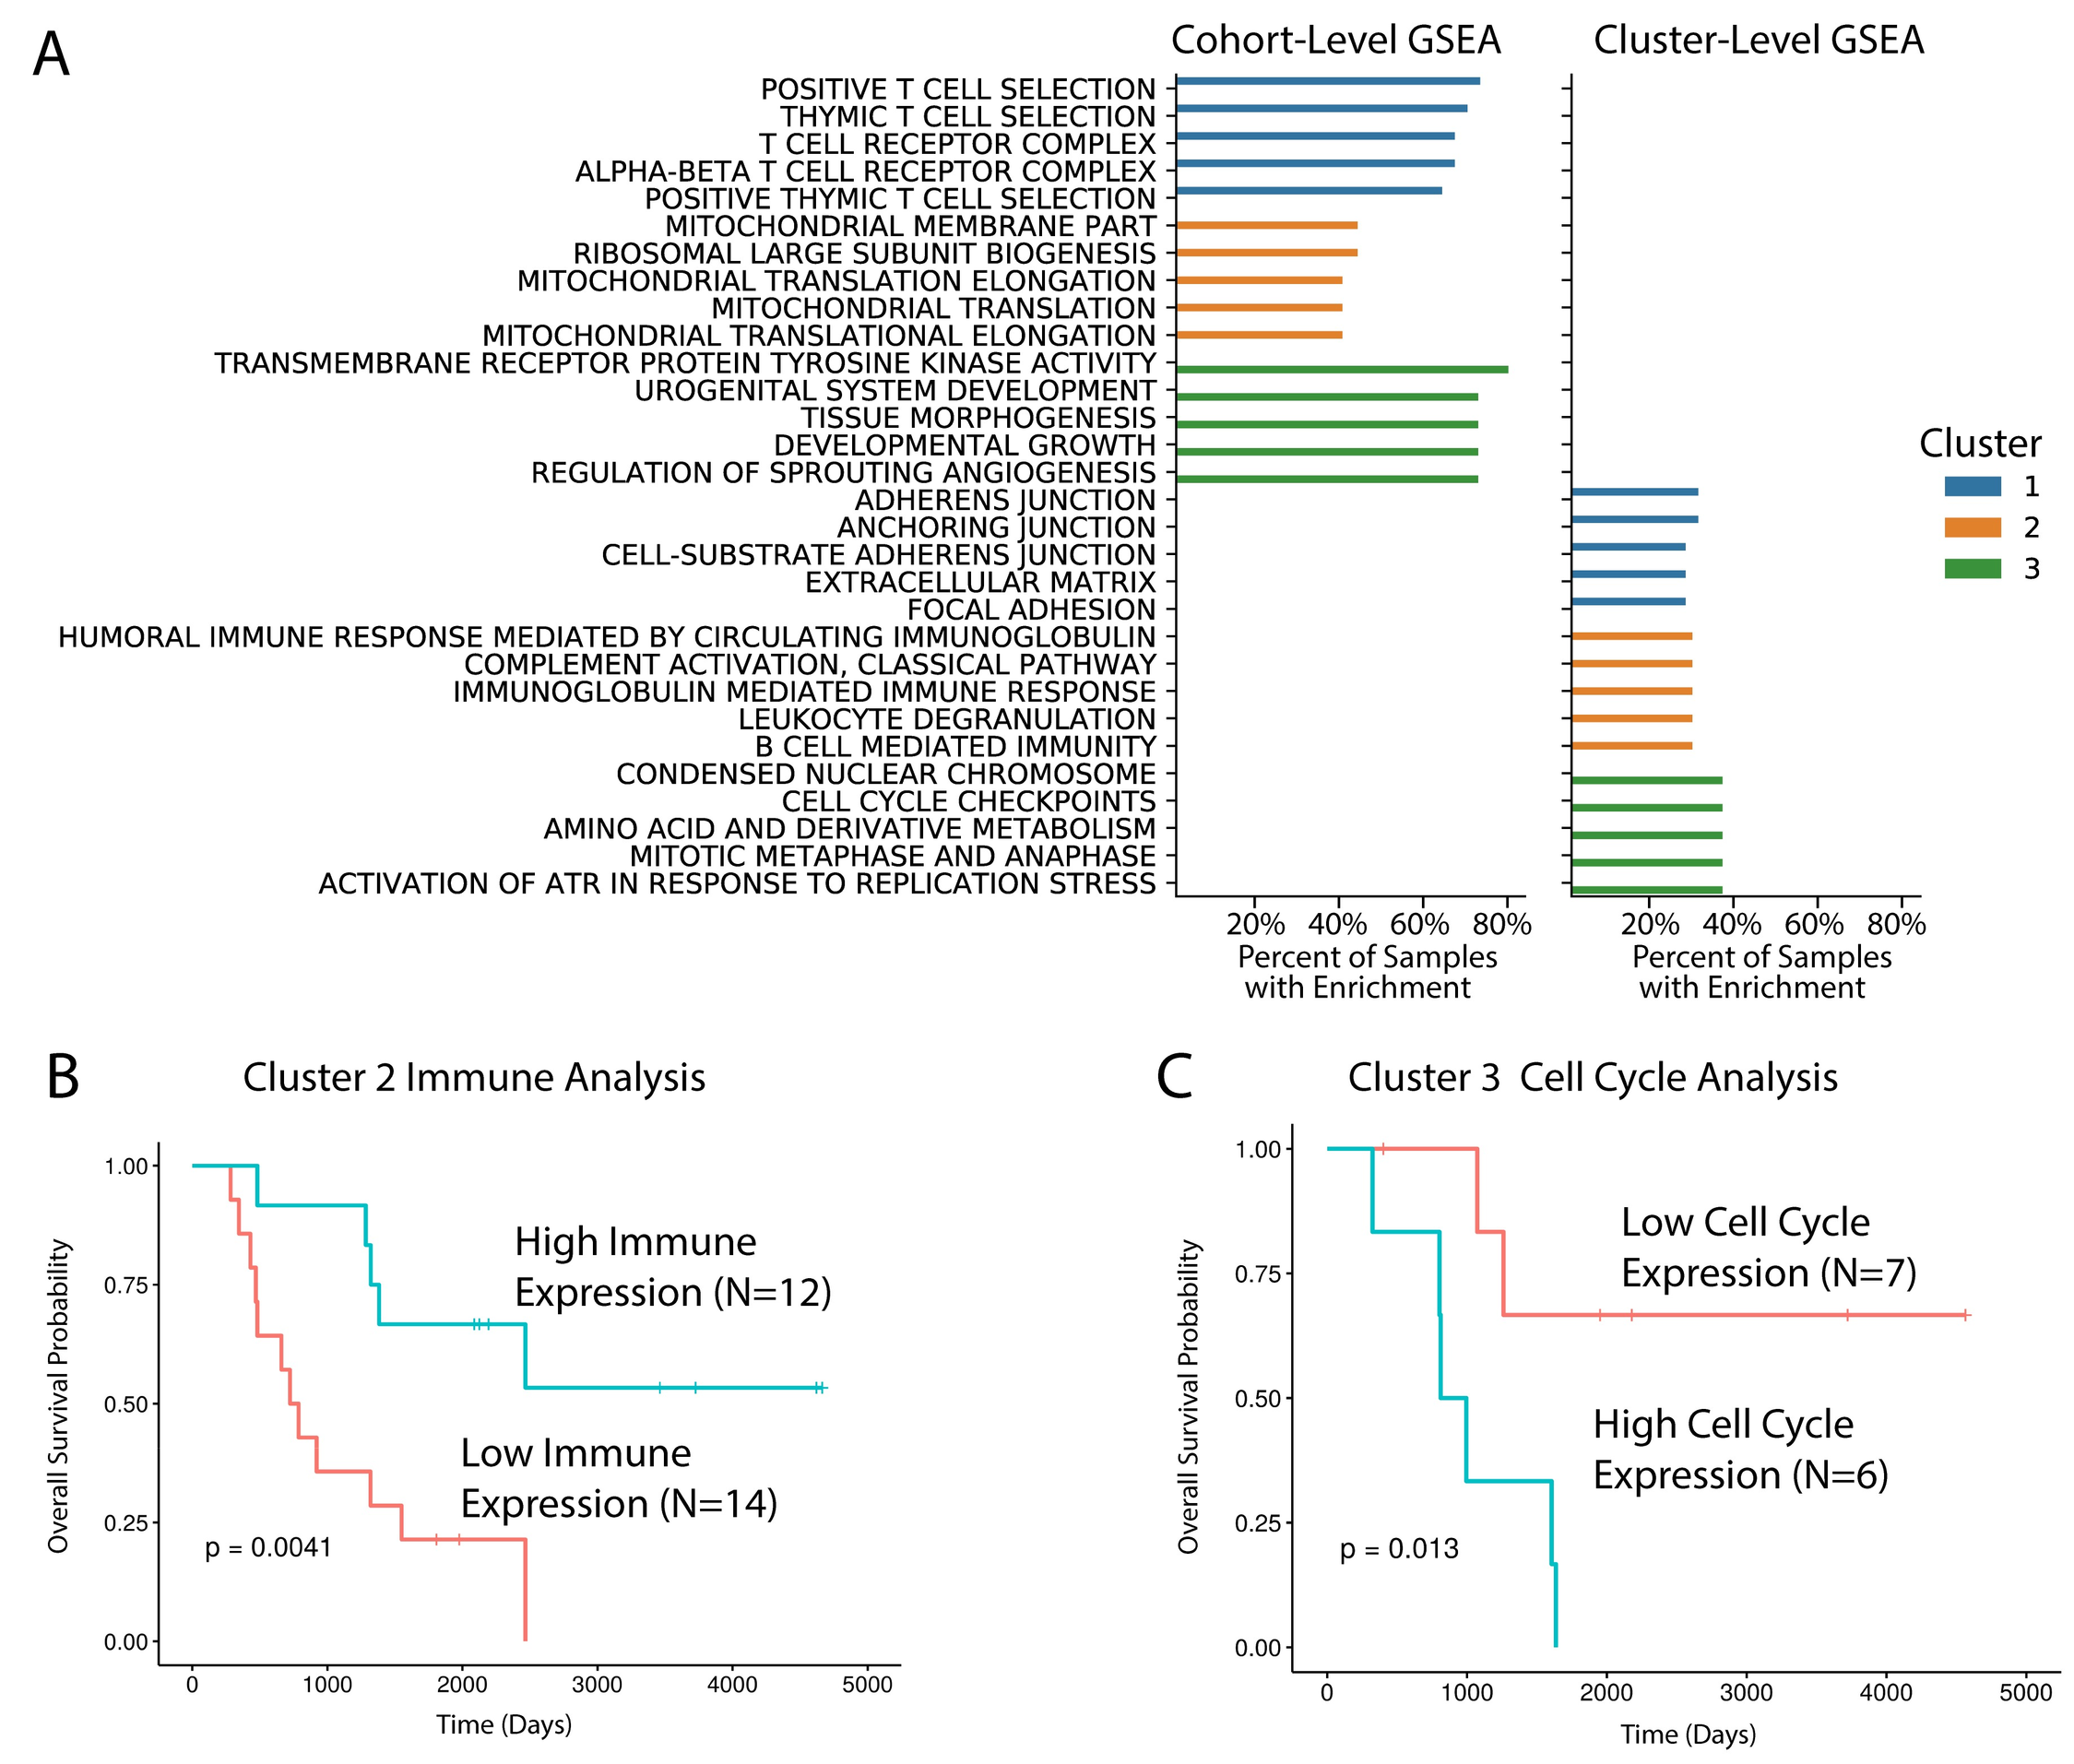 A
Cohort-Level GSEA
Cluster-Level GSEA
POSITIVE T CELL SELECTION
THYMIC T CELL SELECTION
T CELL RECEPTOR COMPLEX
ALPHA-BETA T CELL RECEPTOR COMPLEX
POSITIVE THYMIC T CELL SELECTION
MITOCHONDRIAL MEMBRANE PART
RIBOSOMAL LARGE SUBUNIT BIOGENESIS
MITOCHONDRIAL TRANSLATION ELONGATION
MITOCHONDRIAL TRANSLATION
MITOCHONDRIAL TRANSLATIONAL ELONGATION
TRANSMEMBRANE RECEPTOR PROTEIN TYROSINE KINASE ACTIVITY
UROGENITAL SYSTEM DEVELOPMENT
TISSUE MORPHOGENESIS
DEVELOPMENTAL GROWTH
REGULATION OF SPROUTING ANGIOGENESIS
ADHERENS JUNCTION
ANCHORING JUNCTION
CELL-SUBSTRATE ADHERENS JUNCTION
EXTRACELLULAR MATRIX
FOCAL ADHESION
HUMORAL IMMUNE RESPONSE MEDIATED BY CIRCULATING IMMUNOGLOBULIN
COMPLEMENT ACTIVATION, CLASSICAL PATHWAY
IMMUNOGLOBULIN MEDIATED IMMUNE RESPONSE
LEUKOCYTE DEGRANULATION
B CELL MEDIATED IMMUNITY
CONDENSED NUCLEAR CHROMOSOME
CELL CYCLE CHECKPOINTS
AMINO ACID AND DERIVATIVE METABOLISM
MITOTIC METAPHASE AND ANAPHASE
ACTIVATION OF ATR IN RESPONSE TO REPLICATION STRESS
20% 40% 60% 80%
Percent of Samples
with Enrichment
20% 40% 60% 80%
Percent of Samples
with Enrichment
Cluster
1
2
3
B
Cluster 2 Immune Analysis
Overall Survival Probability
1.00
0.75
0.50
0.25
0.00
High Immune
Expression (N=12)
Low Immune
Expression (N=14)
p = 0.0041
0 1000 2000 3000 4000 5000
Time (Days)
C
Cluster 3 Cell Cycle Analysis
Overall Survival Probability
1.00
0.75
0.50
0.25
0.00
Low Cell Cycle
Expression (N=7)
High Cell Cycle
Expression (N=6)
p = 0.013
0 1000 2000 3000 4000 5000
Time (Days)